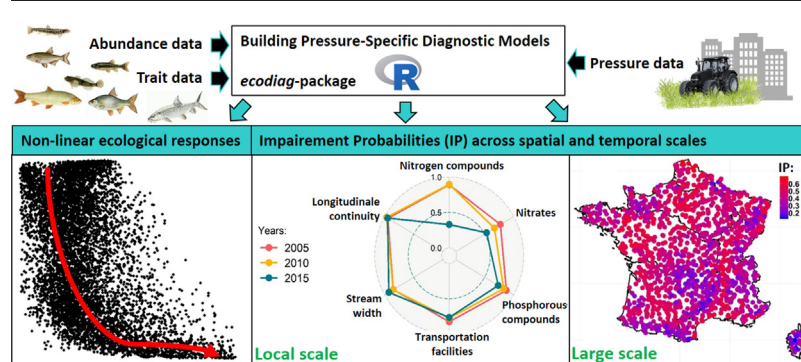 Abundance data
Trait data
Building Pressure-Specific Diagnostic Models
ecodiag-package
R
Pressure data
Non-linear ecological responses
Impairement Probabilities (IP) across spatial and temporal scales
Nitrogen compounds
1.0
Longitudinale
continuity
0.5
Nitrates
Years:
2005
2010
2015
0.0
Stream
width
Phosphorous
compounds
Transportation
facilities
Local scale
IP:
0.6
0.5
0.4
0.3
0.2
Large scale